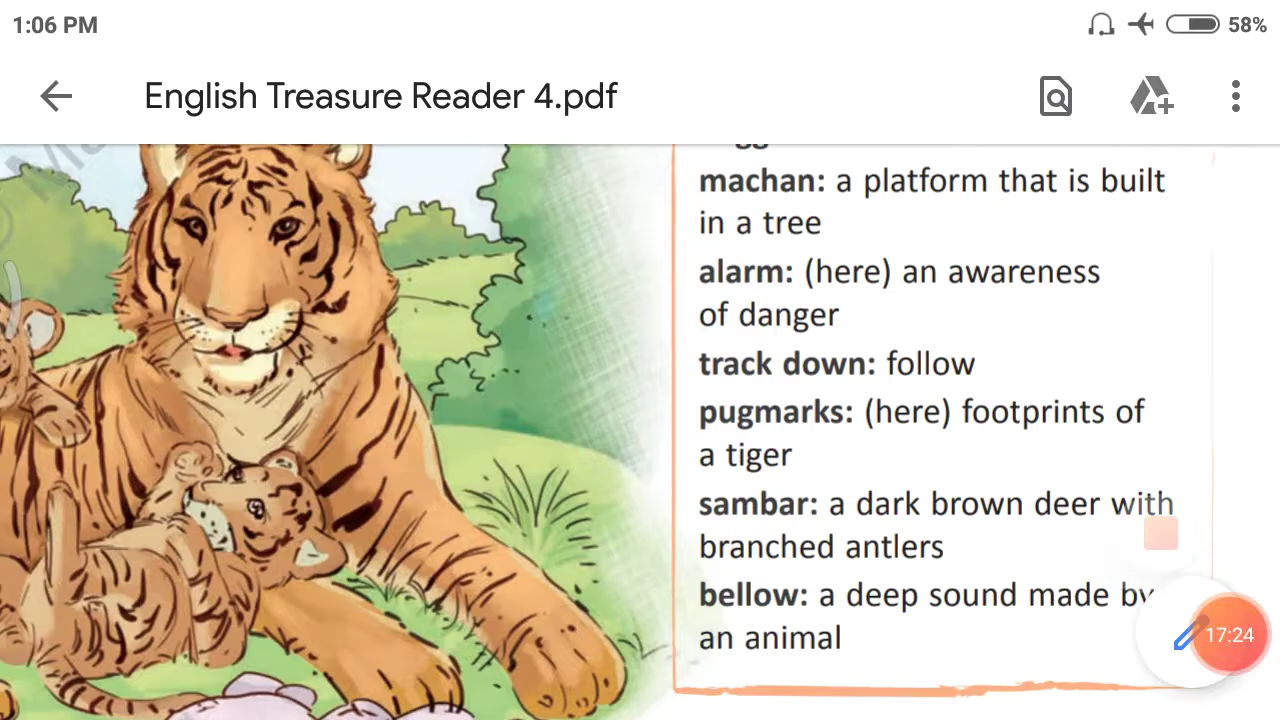 1:06 PM
58%
English Treasure Reader 4.pdf
machan: a platform that is built
in a tree
alarm: (here) an awareness
of danger
track down: follow
pugmarks: (here) footprints of
a tiger
sambar: a dark brown deer with
branched antlers
bellow: a deep sound made by
an animal
17:24